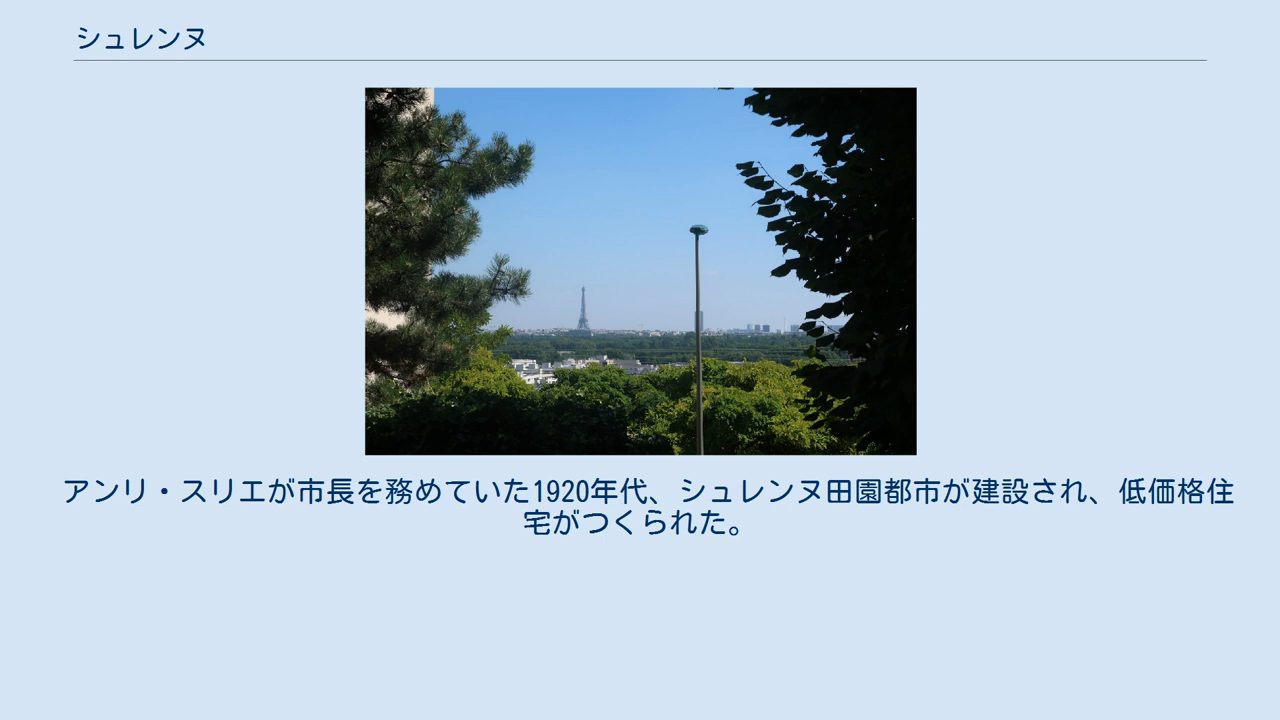 シュレンヌ
アンリ・スリエが市長を務めていた1920年代、シュレンヌ田園都市が建設され、低価格住
宅がつくられた。